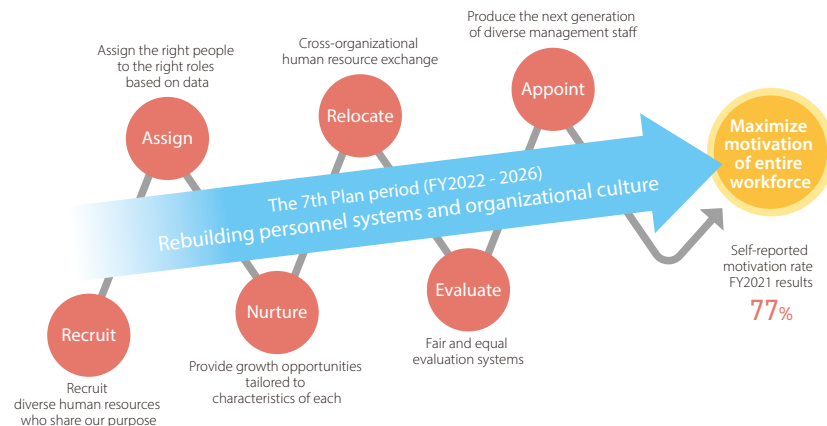 Produce the next generation
of diverse management staff
Appoint
Cross-organizational
human resource exchange
Relocate
Assign the right people
to the right roles
based on data
Assign
Maximize
motivation
of entire
workforce
The 7th Plan period (FY2022 - 2026)
Rebuilding personnel systems and organizational culture
Self-reported
motivation rate
FY2021 results
77%
Evaluate
Fair and equal
evaluation systems
Nurture
Provide growth opportunities
tailored to
characteristics of each
Recruit
Recruit
diverse human resources
who share our purpose